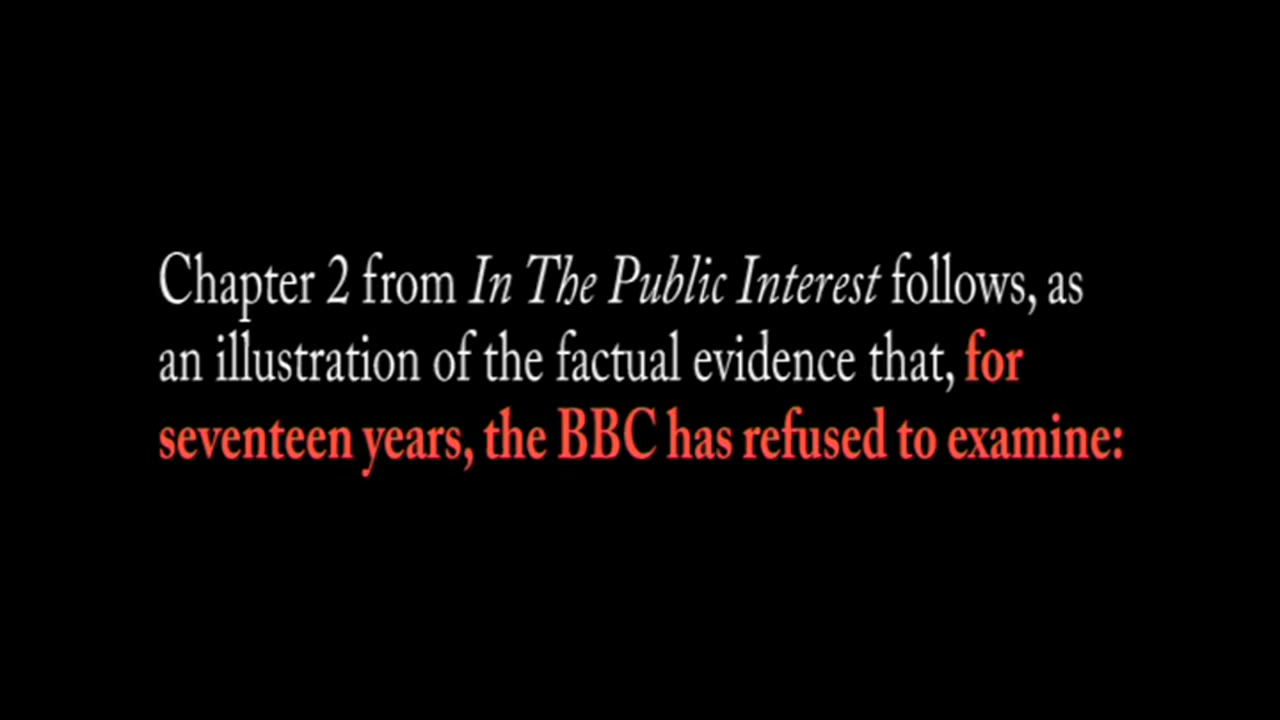 Chapter 2 from In The Public Interest follows, as
an illustration of the factual evidence that, for
seventeen years, the BBC has refused to examine: